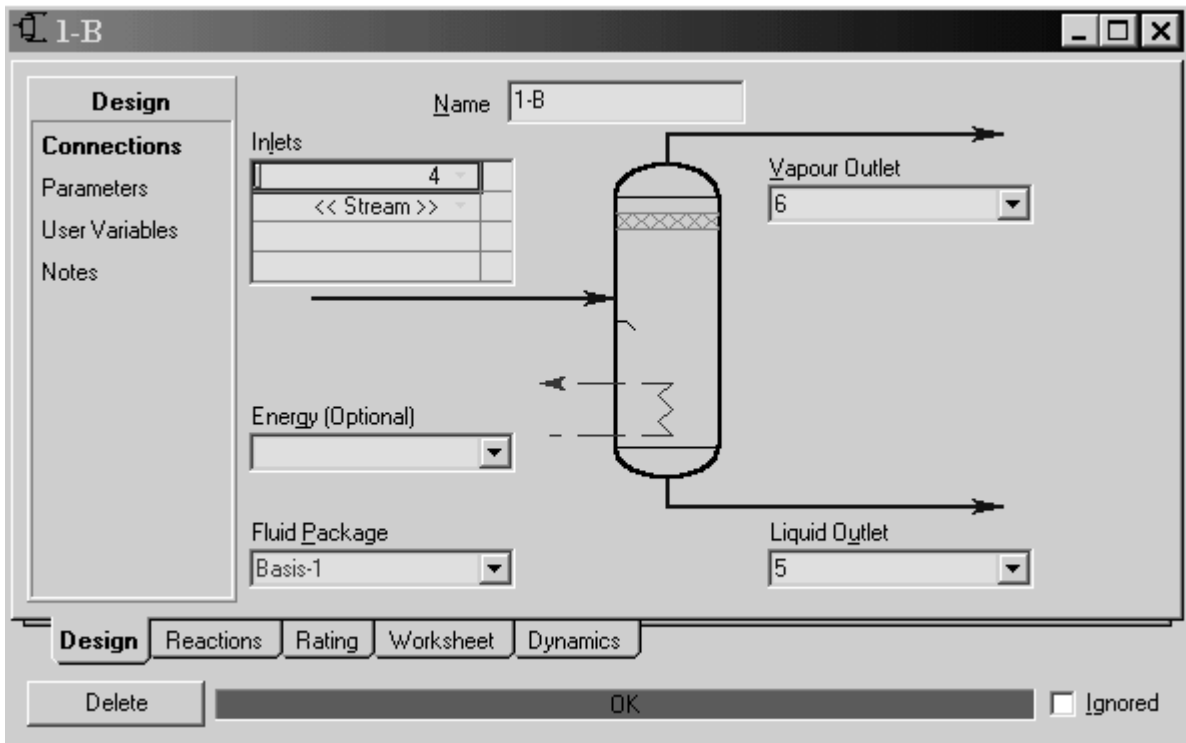 1-B
Design
Connections
Parameters
User Variables
Notes
Name 1-B
Inlets
4
<< Stream >>
Energy (Optional)
Fluid Package
Basis-1
Vapour Outlet
6
Liquid Outlet
5
Design Reactions Rating Worksheet Dynamics
Delete OK Ignored